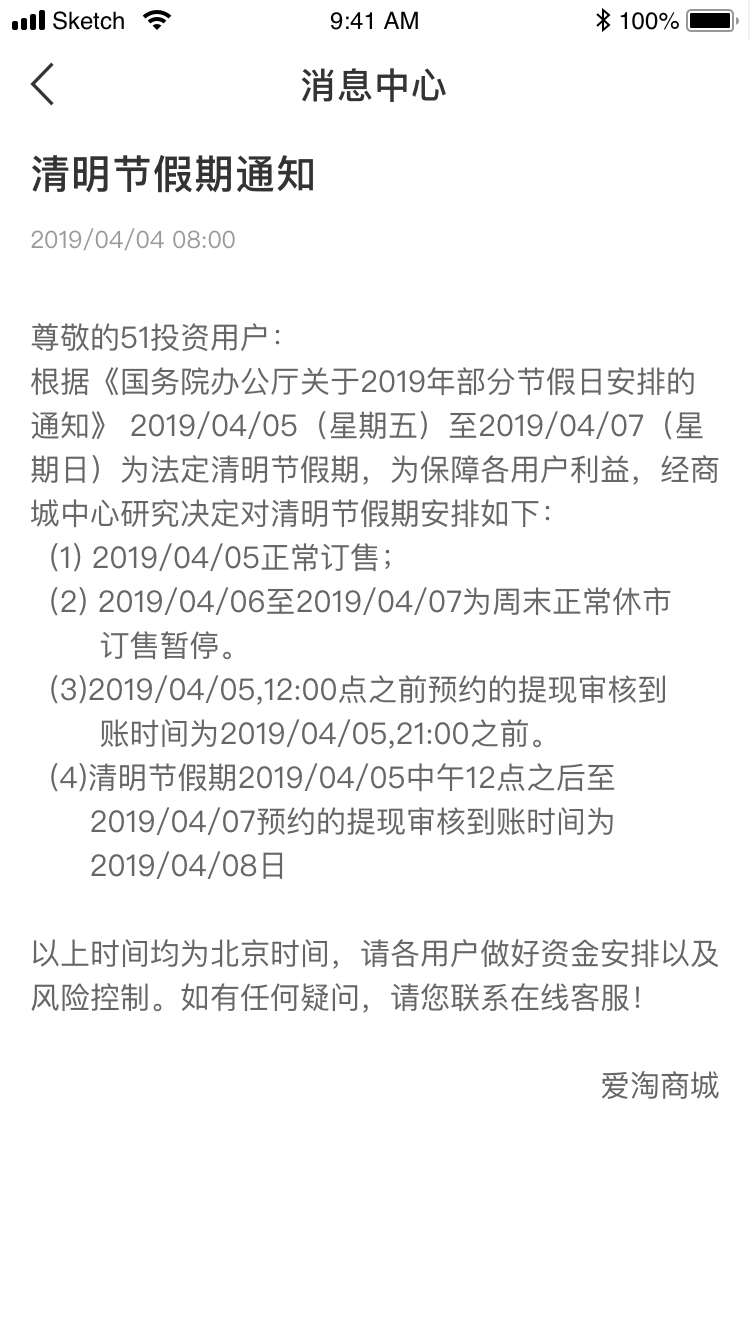 Sketch 9:41 AM 100%
消息中心
清明节假期通知
2019/04/04 08:00
尊敬的51投资用户：
根据《国务院办公厅关于2019年部分节假日安排的
通知》 2019/04/05（星期五）至2019/04/07（星
期日）为法定清明节假期，为保障各用户利益，经商
城中心研究决定对清明节假期安排如下：
(1) 2019/04/05正常订售；
(2) 2019/04/06至2019/04/07为周末正常休市
订售暂停。
(3)2019/04/05,12:00点之前预约的提现审核到
账时间为2019/04/05,21:00之前。
(4)清明节假期2019/04/05中午12点之后至
2019/04/07预约的提现审核到账时间为
2019/04/08日
以上时间均为北京时间，请各用户做好资金安排以及
风险控制。如有任何疑问，请您联系在线客服！
爱淘商城